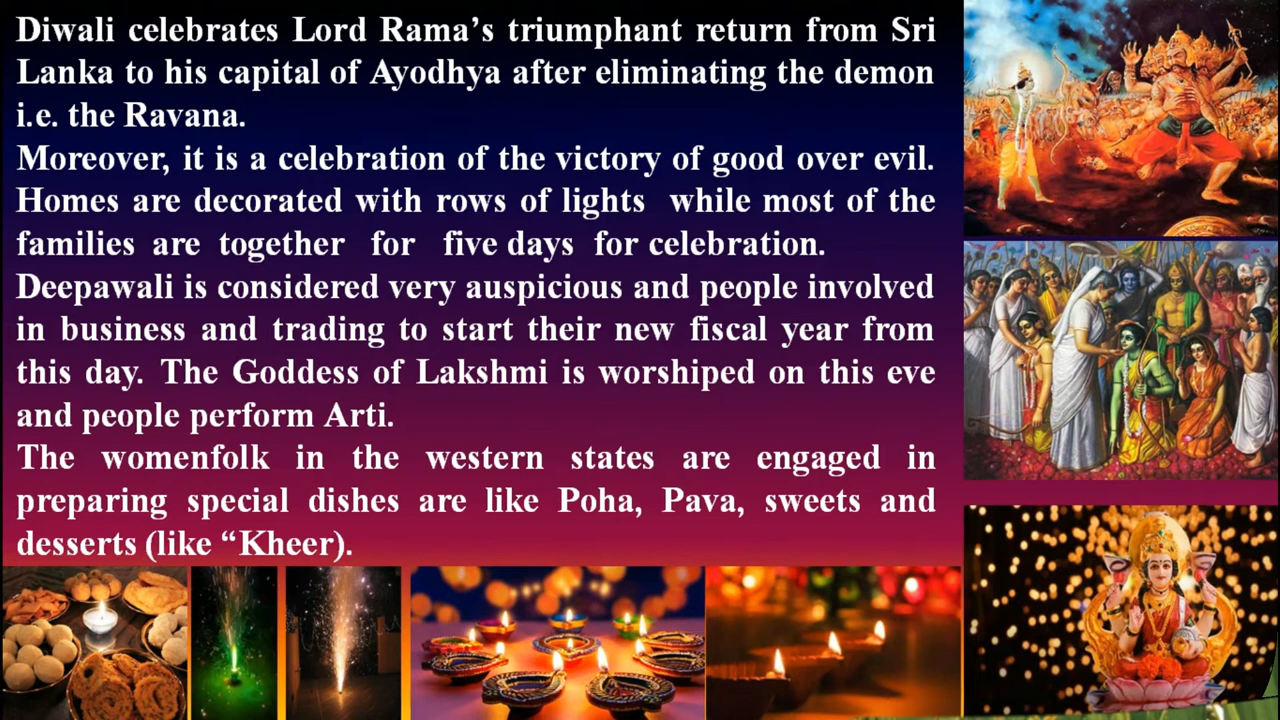 Diwali celebrates Lord Rama’s triumphant return from Sri
Lanka to his capital of Ayodhya after eliminating the demon
i.e. the Ravana.
Moreover, it is a celebration of the victory of good over evil.
Homes are decorated with rows of lights while most of the
families are together for five days for celebration.
Deepawali is considered very auspicious and people involved
in business and trading to start their new fiscal year from
this day. The Goddess of Lakshmi is worshiped on this eve
and people perform Arti.
The womenfolk in the western states are engaged in
preparing special dishes are like Poha, Pava, sweets and
desserts (like “Kheer).